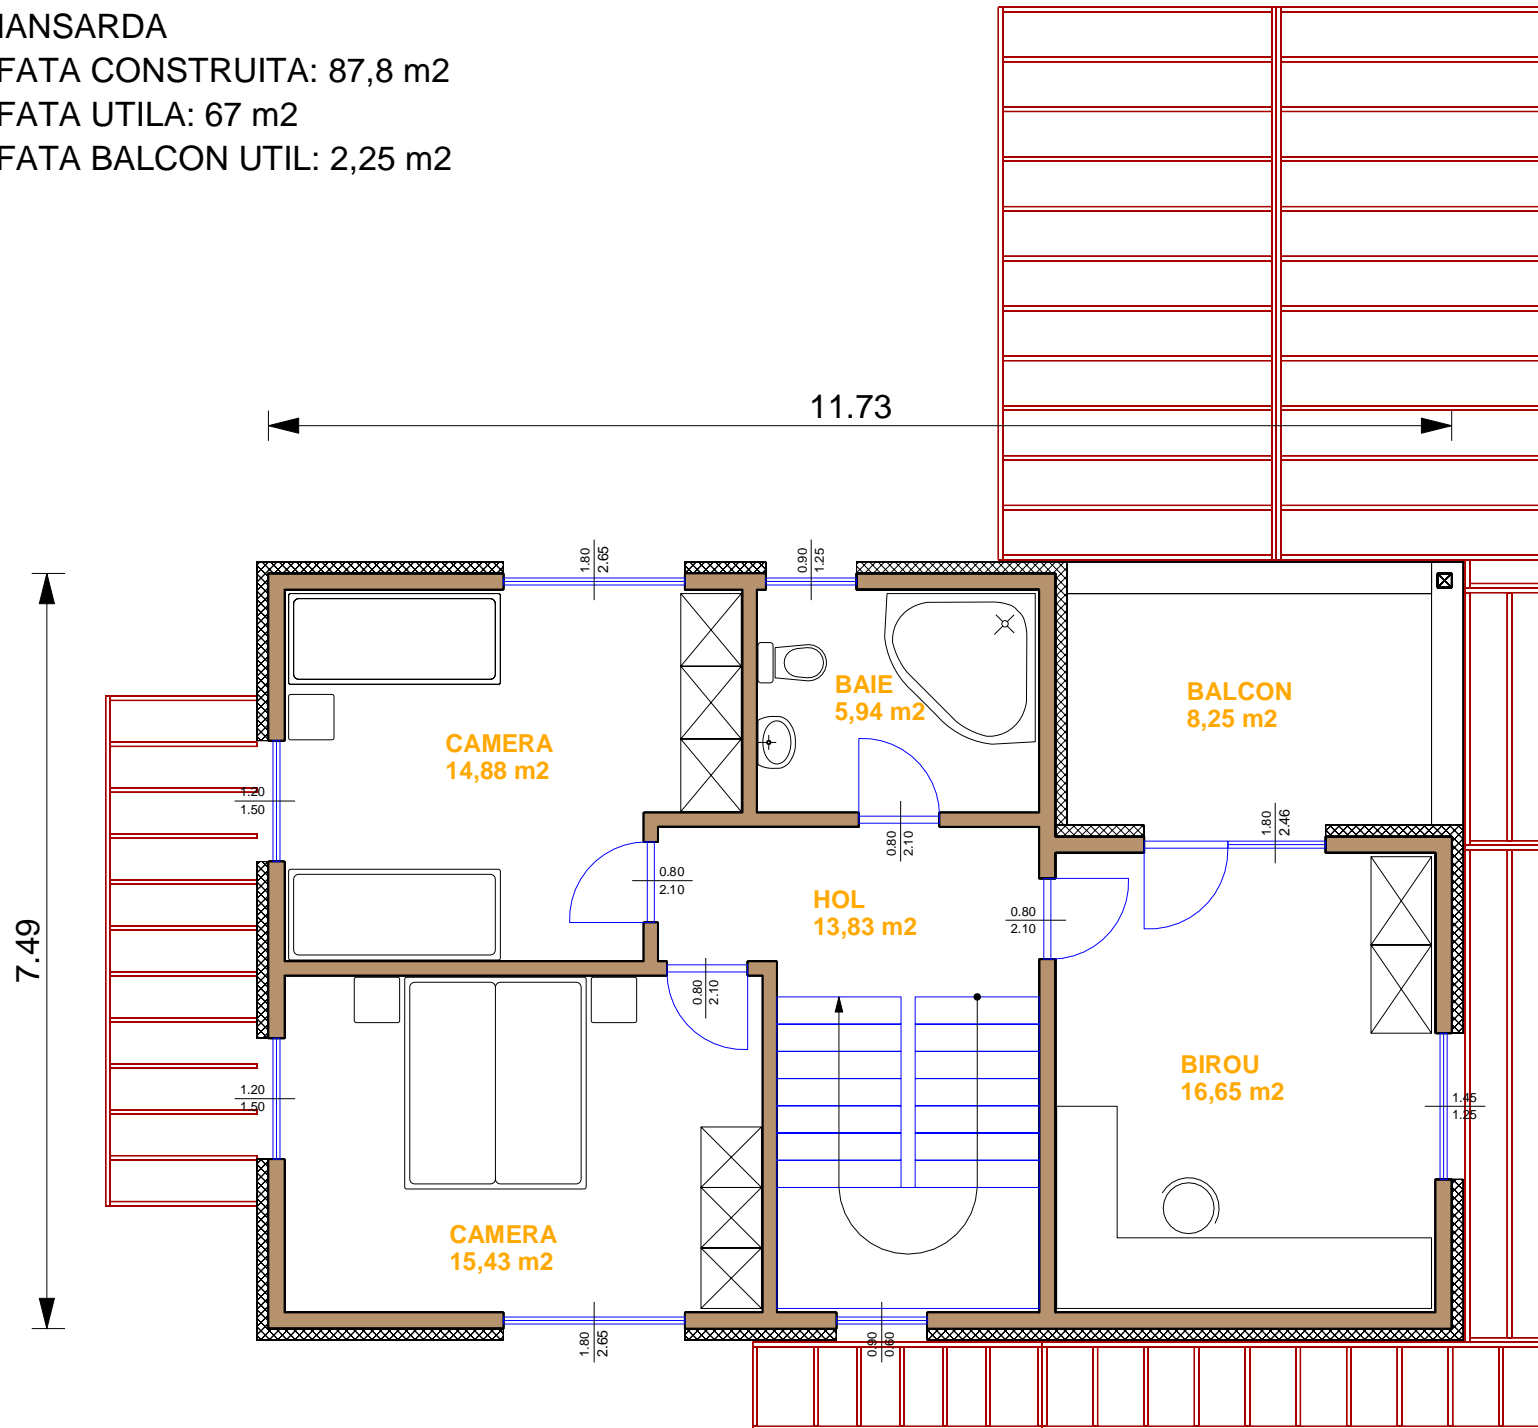 IANSARDA
FATA CONSTRUITA: 87,8 m2
FATA UTILA: 67 m2
FATA BALCON UTIL: 2,25 m2
11.73
7.49
1.80
2.65
0.90
1.25
BAIE
5,94 m2
BALCON
8,25 m2
CAMERA
14,88 m2
1.20
1.50
0.80
2.10
1.80
2.46
0.80
2.10
HOL
13,83 m2
0.80
2.10
0.80
2.10
BIROU
16,65 m2
1.20
1.50
1.45
1.25
CAMERA
15,43 m2
1.80
2.65
0.90
0.60